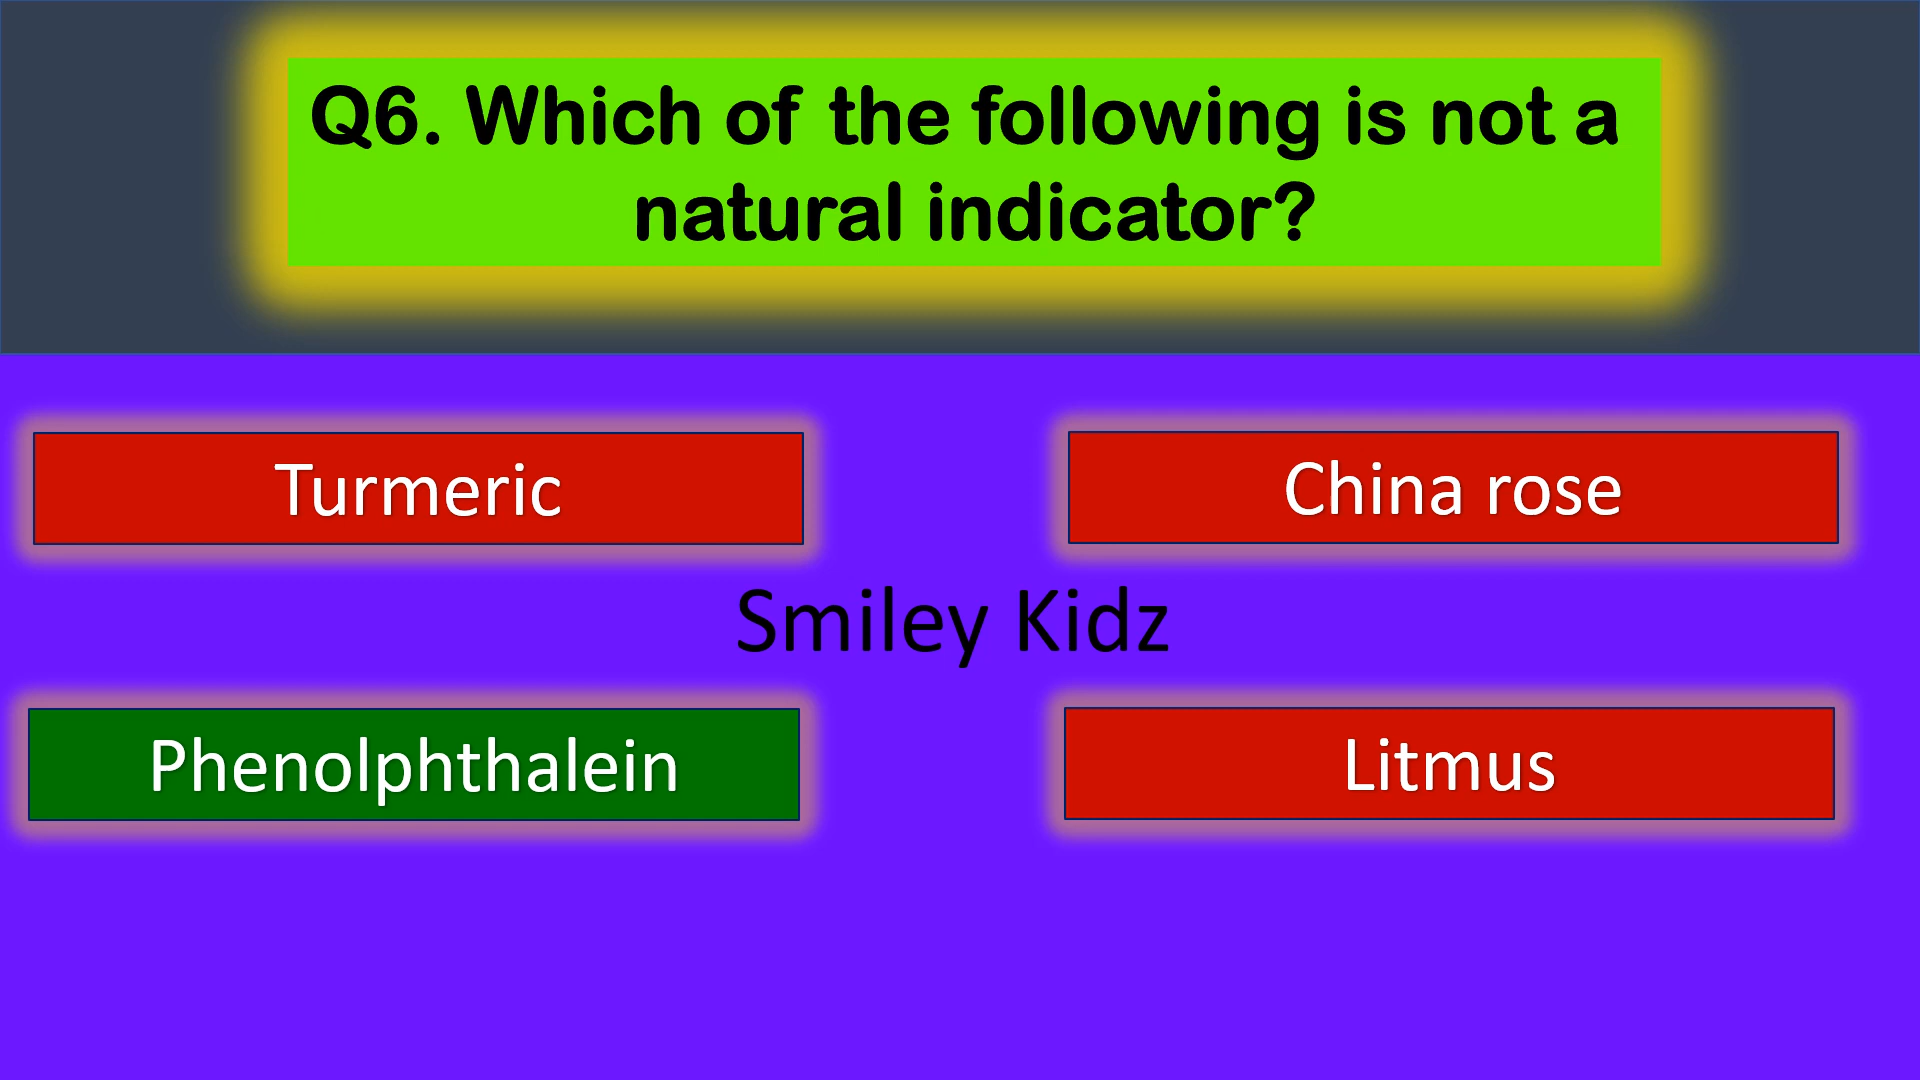 Q6. Which of the following is not a
natural indicator?
Turmeric
China rose
Smiley Kidz
Phenolphthalein
Litmus